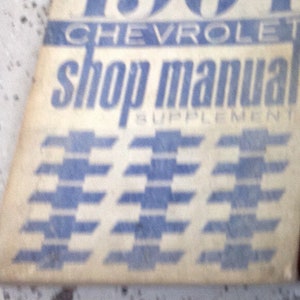 CHEVROLET
shop manual
SUPPLEMENT